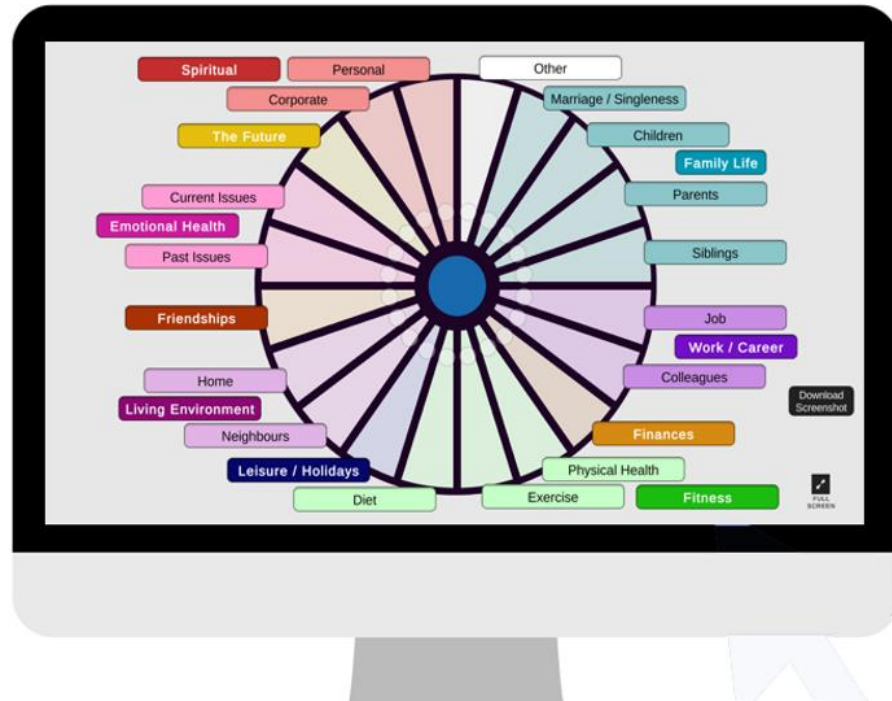 Spiritual
Personal
Other
Corporate
Marriage / Singleness
The Future
Children
Family Life
Current Issues
Parents
Emotional Health
Past Issues
Siblings
Friendships
Job
Work / Career
Home
Colleagues
Living Environment
Download
Screenshot
Neighbours
Finances
Leisure / Holidays
Physical Health
Diet
Exercise
Fitness
FULL
SCREEN